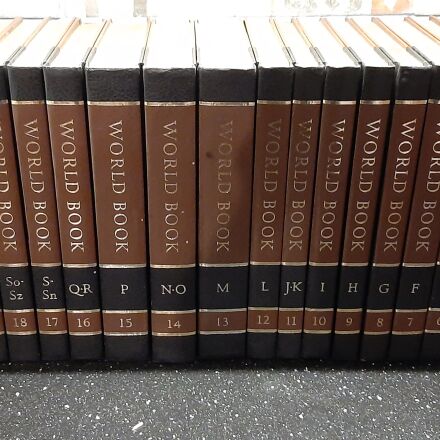 WORLD BOOK
So-
Sz
18
WORLD BOOK
S-
Sn
17
WORLD BOOK
Q-R
16
WORLD BOOK
P
15
WORLD BOOK
N-O
14
WORLD BOOK
M
13
WORLD BOOK
L
12
WORLD BOOK
J-K
11
WORLD BOOK
I
10
WORLD BOOK
H
9
WORLD BOOK
G
8
WORLD BOOK
F
7